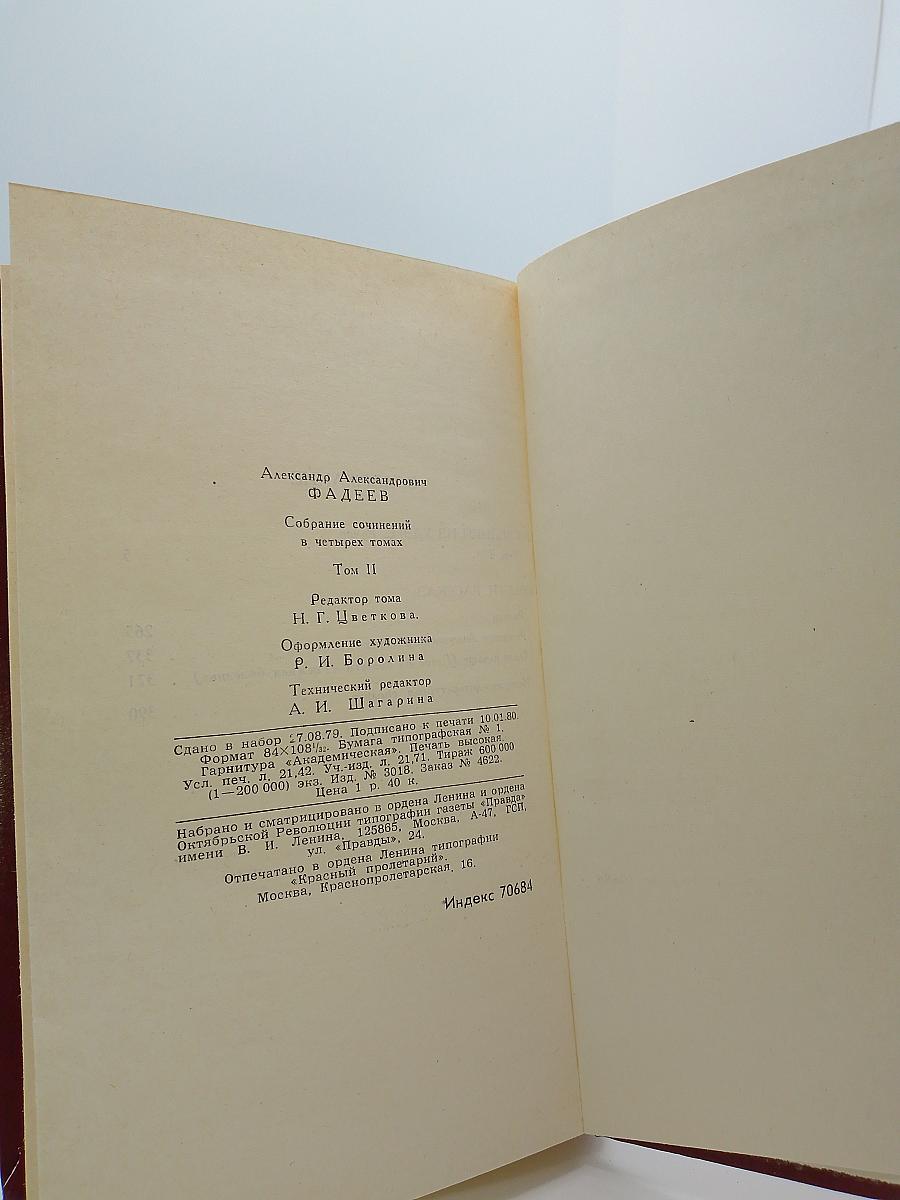 Александр Александрович
ФАДЕЕВ
Собрание сочинений
в четырех томах
Том II
Редактор тома
Н. Г. Цветкова.
Оформление художника
Р. И. Боролина
Технический редактор
А. И. Шагарина
Сдано в набор 27.08.79. Подписано к печати 10.01.80.
Формат 84×108 1/32. Бумага типографская № 1.
Гарнитура «Академическая». Печать высокая.
Усл. печ. л. 21,42. Уч.-изд. л. 21,71. Тираж 600 000
(1—200 000) экз. Изд. № 3018. Заказ № 4622.
Цена 1 р. 40 к.
Набрано и сматрицировано в ордена Ленина и ордена
Октябрьской Революции типографии газеты «Правда»
имени В. И. Ленина, 125865, Москва, А-47, ГСП,
ул. «Правды», 24.
Отпечатано в ордена Ленина типографии
«Красный пролетарий».
Москва, Краснопролетарская, 16.
Индекс 70684